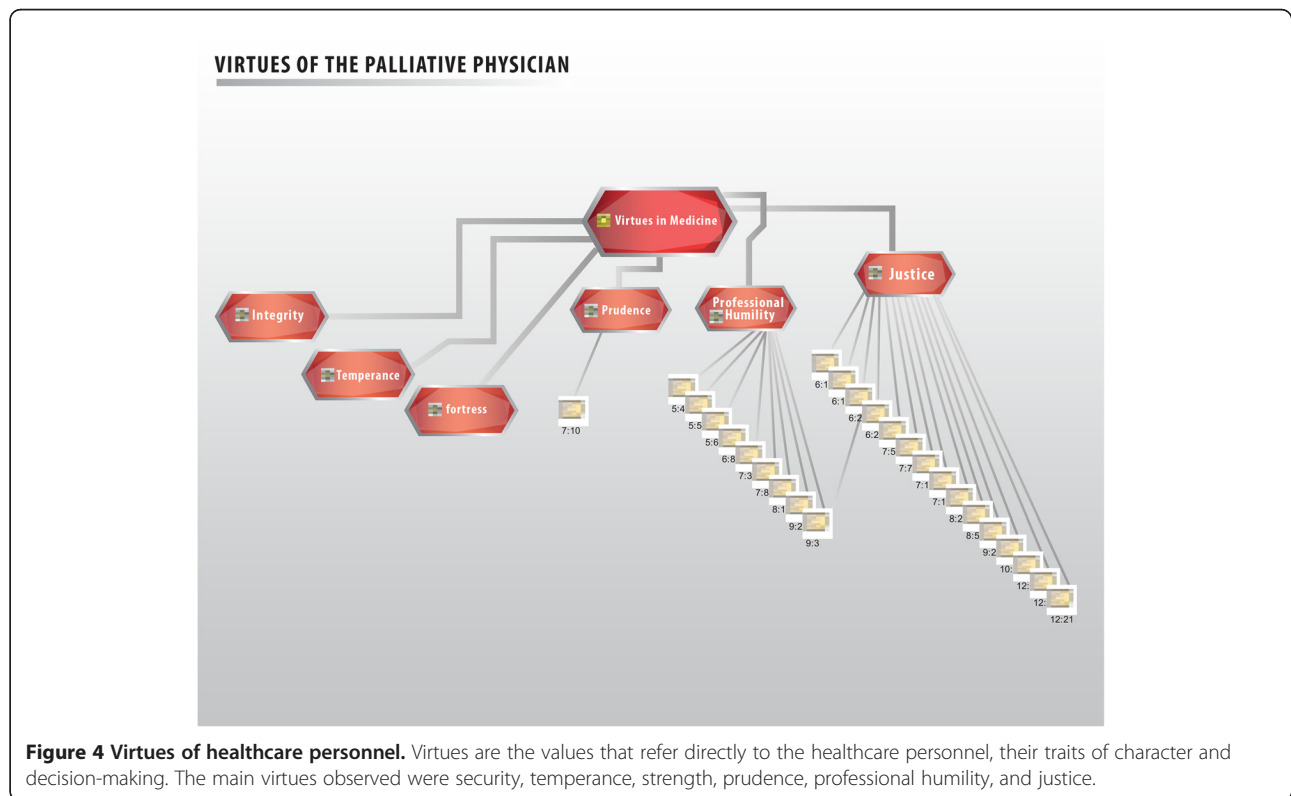 VIRTUES OF THE PALLIATIVE PHYSICIAN
Virtues in Medicine
Justice
Professional
Humility
Prudence
Integrity
Temperance
fortress
7:10
5:4
5:5
5:6
6:8
7:3
7:8
8:1
9:2
9:3
6:1
6:1
6:2
6:2
7:5
7:7
7:1
7:1
8:2
8:5
9:2
10:
12:
12:
12:21
Figure 4 Virtues of healthcare personnel. Virtues are the values that refer directly to the healthcare personnel, their traits of character and
decision-making. The main virtues observed were security, temperance, strength, prudence, professional humility, and justice.